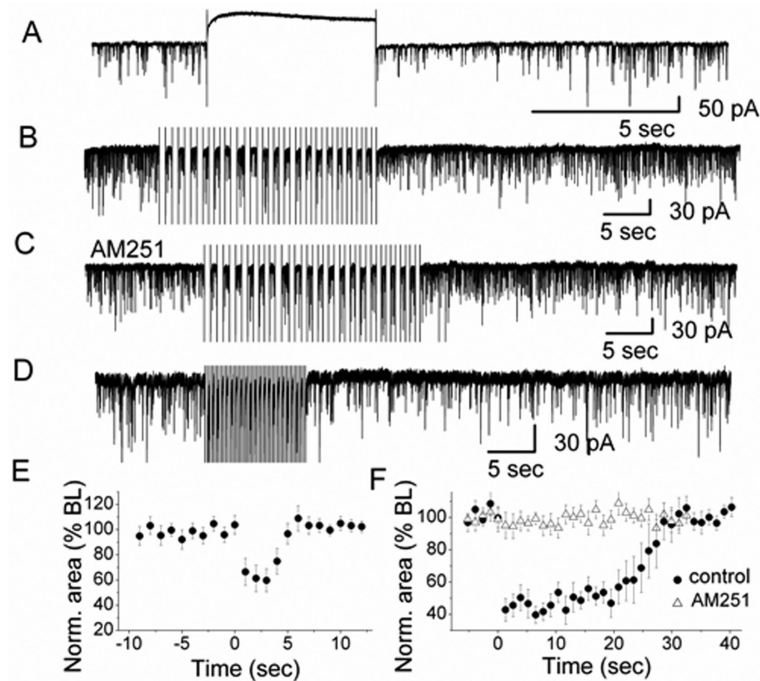 A
50 pA
5 sec
B
30 pA
5 sec
AM251
C
30 pA
5 sec
D
30 pA
5 sec
E
Norm. area (% BL)
120
100
80
60
40
20
-10 -5 0 5 10
Time (sec)
F
Norm. area (% BL)
100
80
60
40
0 10 20 30 40
Time (sec)
control
AM251